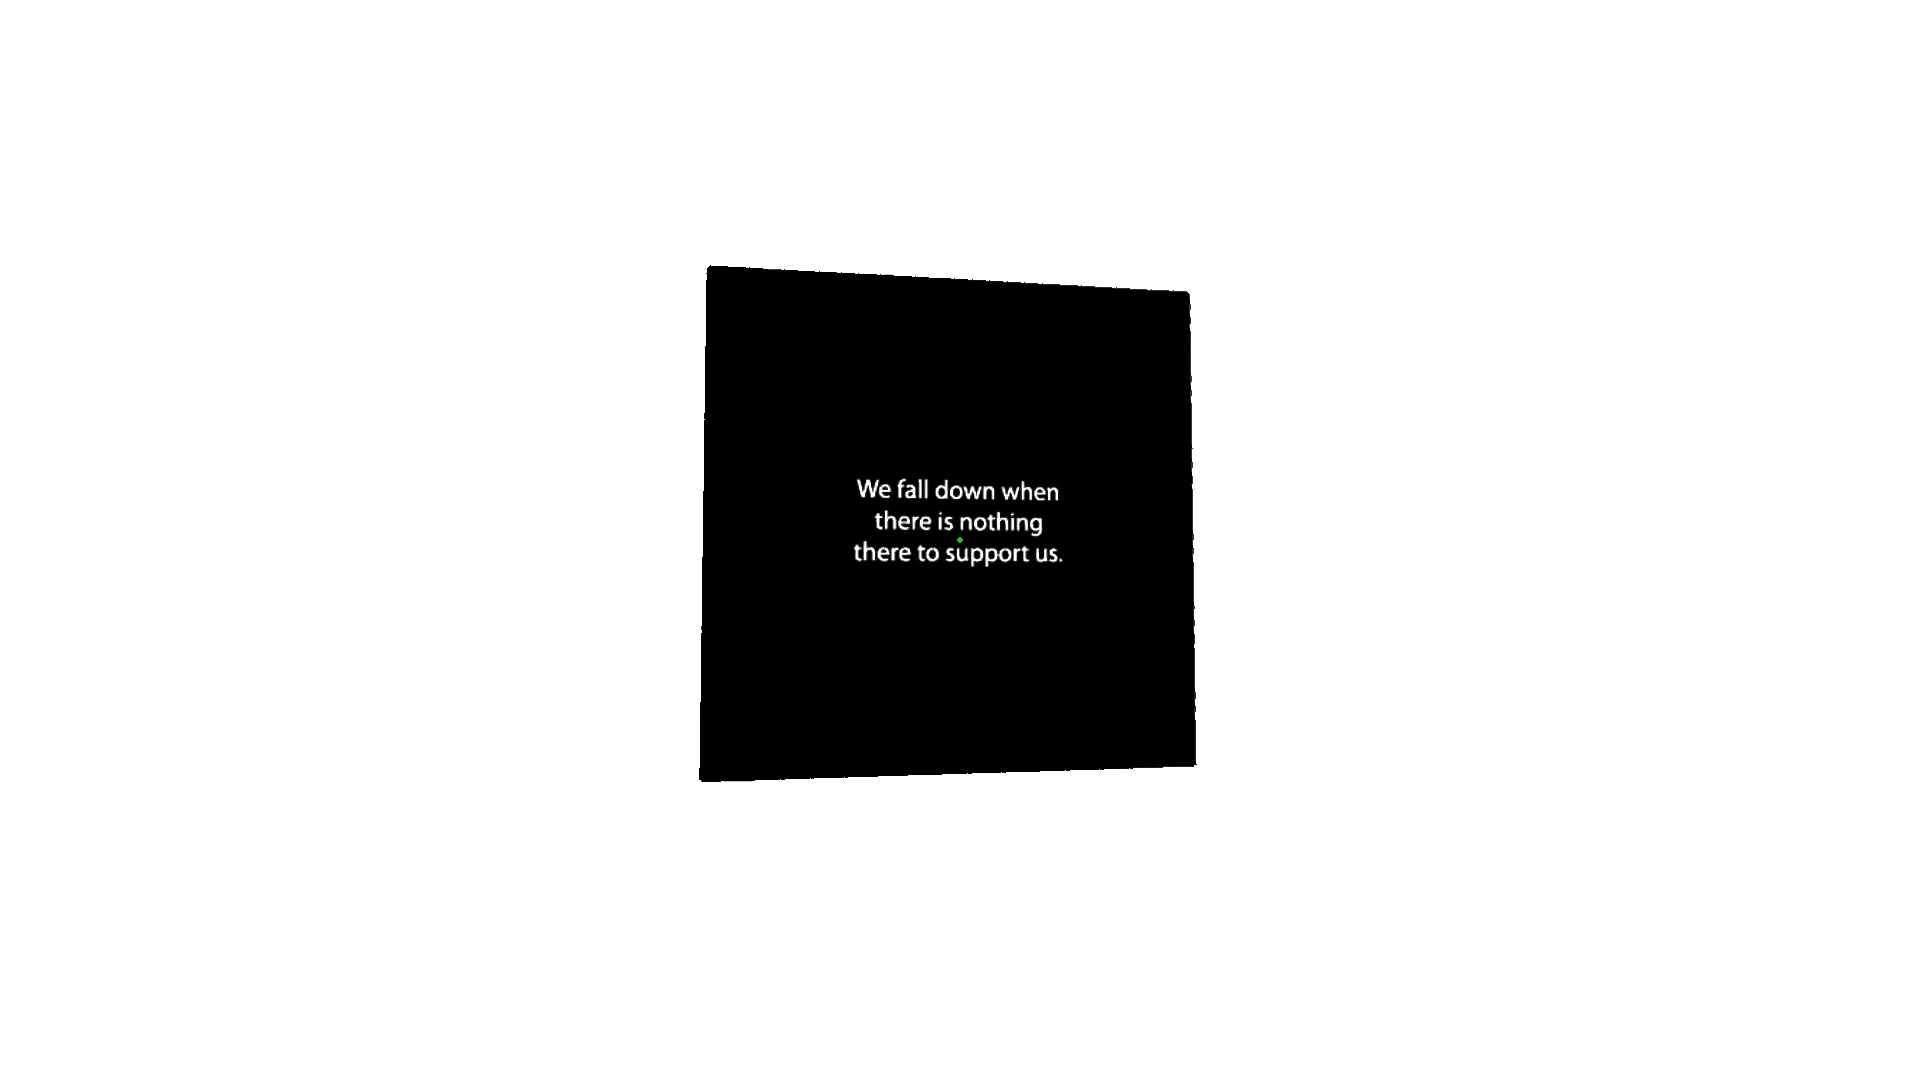 We fall down when
there is nothing
there to support us.